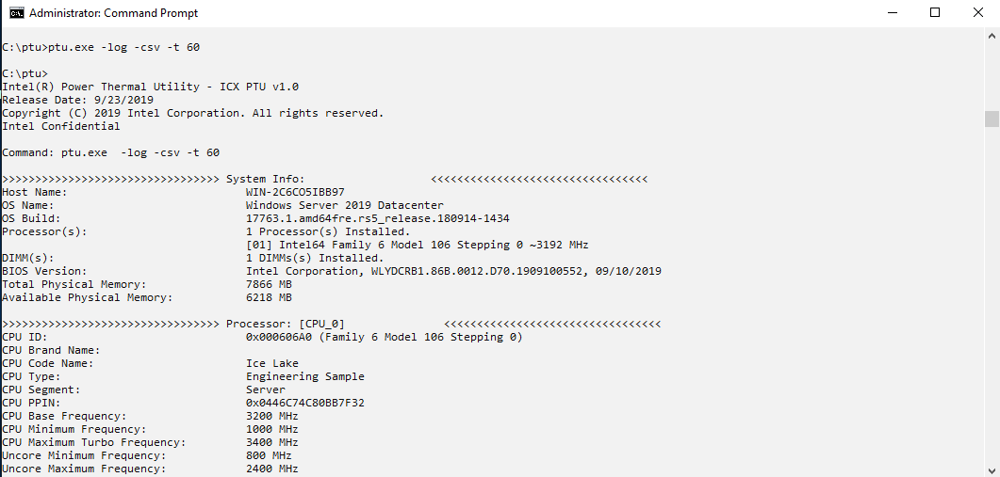 Administrator: Command Prompt
C:\ptu>ptu.exe -log -csv -t 60
C:\ptu>
Intel(R) Power Thermal Utility - ICX PTU v1.0
Release Date: 9/23/2019
Copyright (C) 2019 Intel Corporation. All rights reserved.
Intel Confidential
Command: ptu.exe  -log -csv -t 60
>>>>>>>>>>>>>>>>>>>>>>>>>>>>>>>>> System Info:                   <<<<<<<<<<<<<<<<<<<<<<<<<<<<<<<<<
Host Name:                           WIN-2C6CO5IBB97
OS Name:                             Windows Server 2019 Datacenter
OS Build:                            17763.1.amd64fre.rs5_release.180914-1434
Processor(s):                        1 Processor(s) Installed.
                                     [01] Intel64 Family 6 Model 106 Stepping 0 ~3192 MHz
DIMM(s):                             1 DIMMs(s) Installed.
BIOS Version:                        Intel Corporation, WLYDCRB1.86B.0012.D70.1909100552, 09/10/2019
Total Physical Memory:               7866 MB
Available Physical Memory:           6218 MB
>>>>>>>>>>>>>>>>>>>>>>>>>>>>>>>>> Processor: [CPU_0]               <<<<<<<<<<<<<<<<<<<<<<<<<<<<<<<<<
CPU ID:                              0x000606A0 (Family 6 Model 106 Stepping 0)
CPU Brand Name:
CPU Code Name:                       Ice Lake
CPU Type:                            Engineering Sample
CPU Segment:                         Server
CPU PPIN:                            0x0446C74C80BB7F32
CPU Base Frequency:                  3200 MHz
CPU Minimum Frequency:               1000 MHz
CPU Maximum Turbo Frequency:         3400 MHz
Uncore Minimum Frequency:            800 MHz
Uncore Maximum Frequency:            2400 MHz